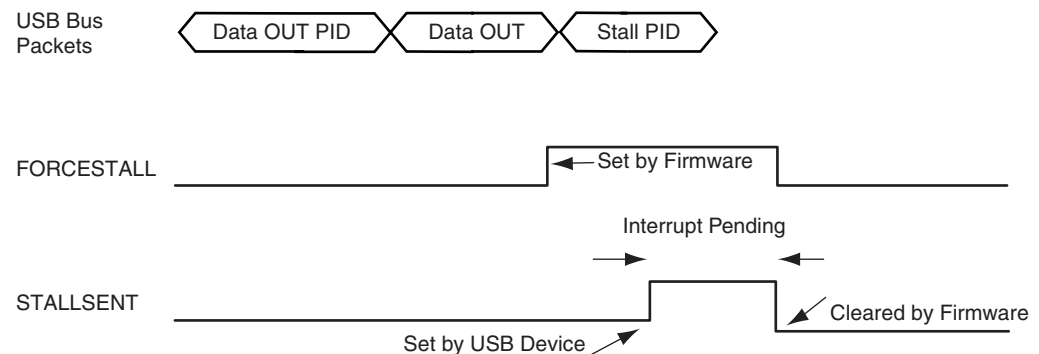 USB Bus
Packets
Data OUT PID
Data OUT
Stall PID
FORCESTALL
Set by Firmware
Interrupt Pending
STALLSENT
Cleared by Firmware
Set by USB Device